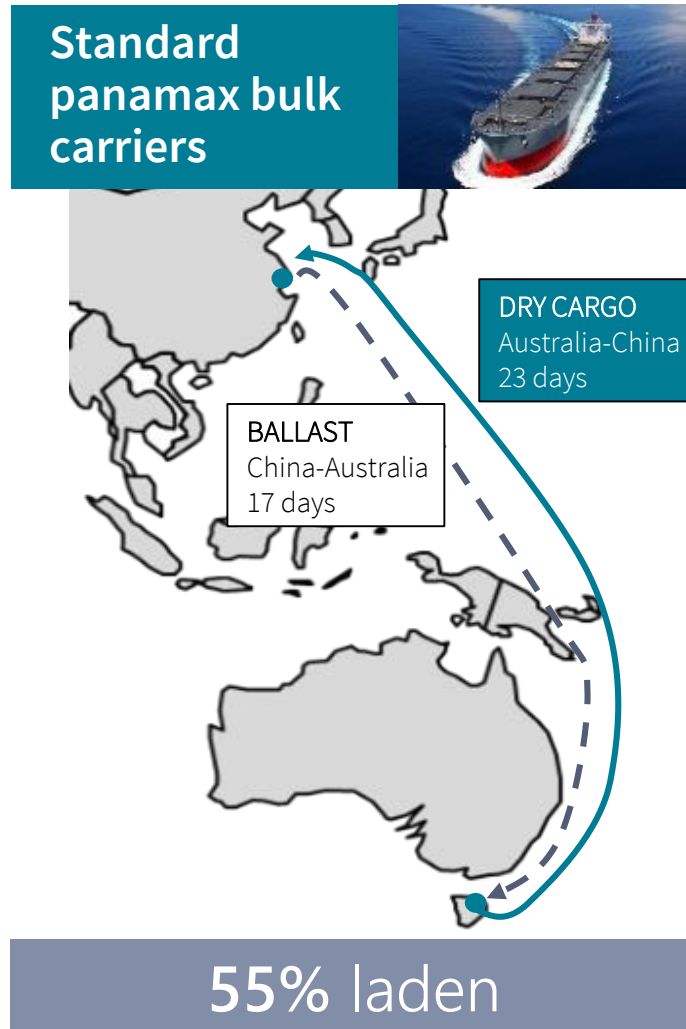 Standard
panamax bulk
carriers
DRY CARGO
Australia-China
23 days
BALLAST
China-Australia
17 days
55% laden